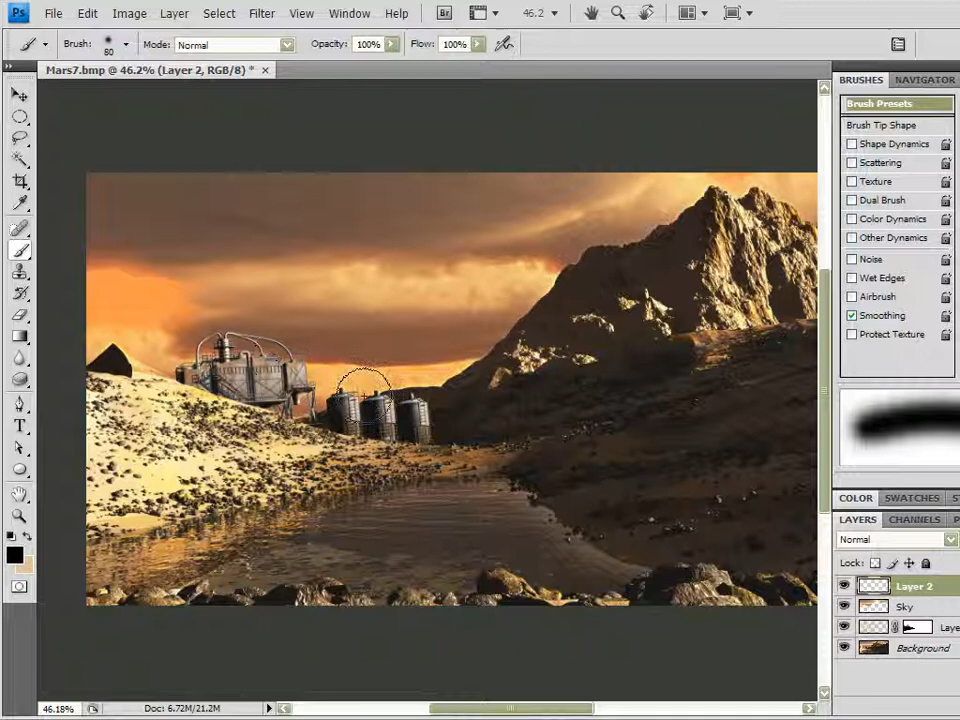 Ps File Edit Image Layer Select Filter View Window Help Br 46.2
Brush: 80 Mode: Normal Opacity: 100% Flow: 100%
Mars7.bmp @ 46.2% (Layer 2, RGB/8) * ×
BRUSHES NAVIGATOR
Brush Presets
Brush Tip Shape
Shape Dynamics
Scattering
Texture
Dual Brush
Color Dynamics
Other Dynamics
Noise
Wet Edges
Airbrush
Smoothing
Protect Texture
COLOR SWATCHES
LAYERS CHANNELS
Normal
Lock:
Layer 2
Sky
Laye
Background
46.18% Doc: 6.72M/21.2M